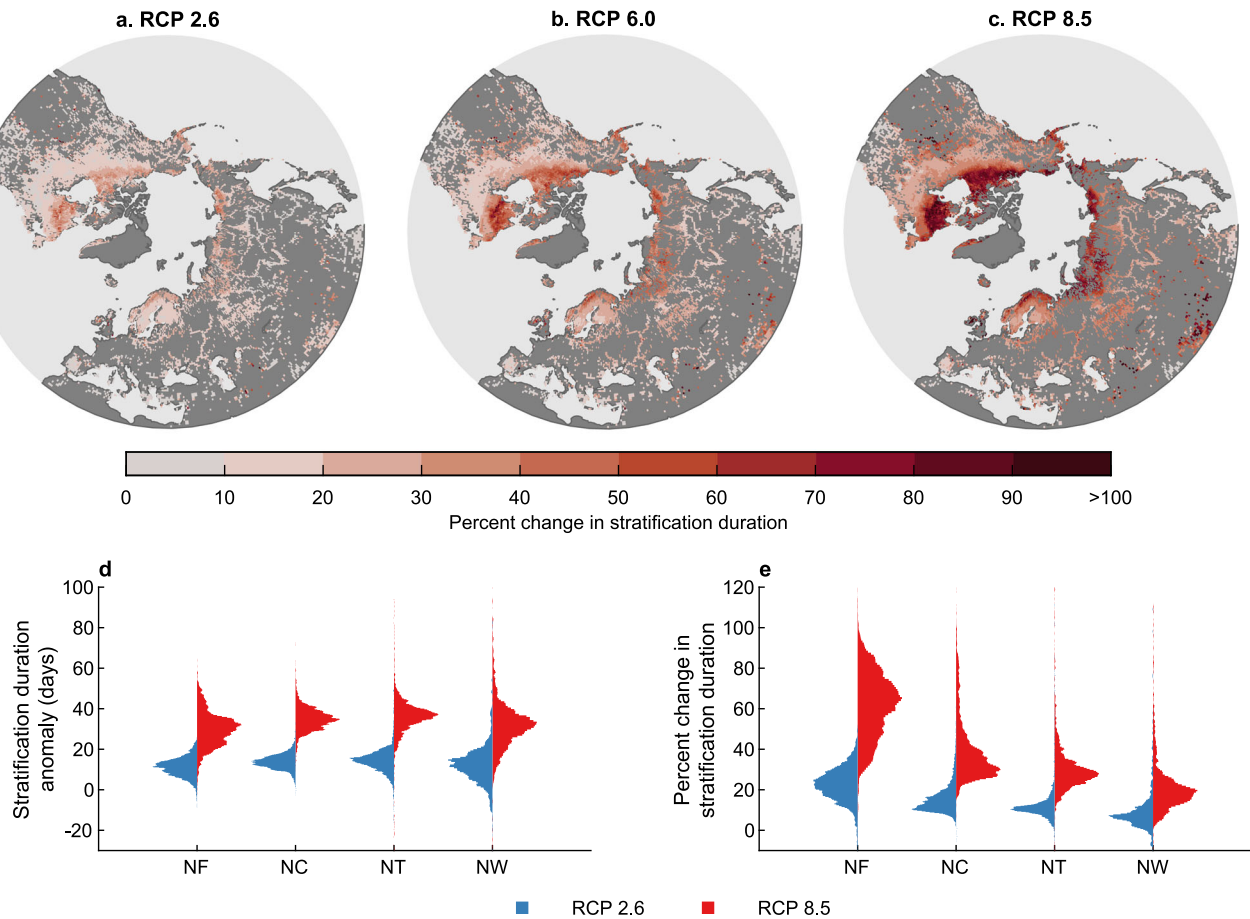 a. RCP 2.6
b. RCP 6.0
c. RCP 8.5
0 10 20 30 40 50 60 70 80 90 >100
Percent change in stratification duration
d
Stratification duration
anomaly (days)
100
80
60
40
20
0
-20
NF NC NT NW
e
Percent change in
stratification duration
120
100
80
60
40
20
0
NF NC NT NW
RCP 2.6 RCP 8.5